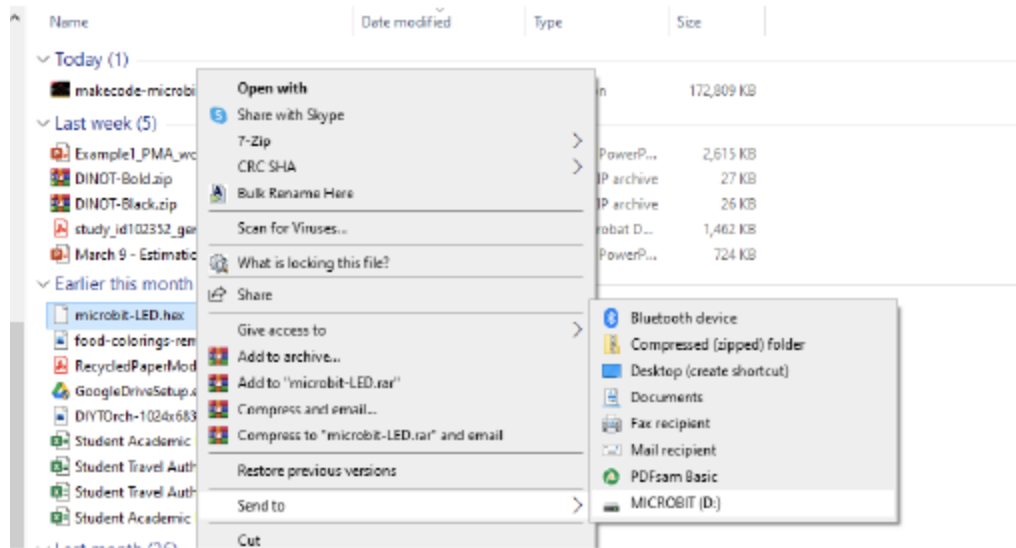 Name Date modified Type Size
Today (1)
makecode-microbi n 172,809 KB
Last week (5)
Example1_PMA_wo PowerP... 2,615 KB
DINOT-Bold.zip IP archive 27 KB
DINOT-Black.zip IP archive 26 KB
study_id102352_ger robat D... 1,462 KB
March 9 - Estimatic PowerP... 724 KB
Earlier this month
microbit-LED.hex
food-colorings-rem
RecycledPaperMod
GoogleDriveSetup.e
DIYTOrch-1024x683
Student Academic
Student Travel Auth
Student Travel Auth
Student Academic
Last month (26)
Open with
Share with Skype
7-Zip
CRC SHA
Bulk Rename Here
Scan for Viruses...
What is locking this file?
Share
Give access to
Add to archive...
Add to "microbit-LED.rar"
Compress and email...
Compress to "microbit-LED.rar" and email
Restore previous versions
Send to
Cut
Bluetooth device
Compressed (zipped) folder
Desktop (create shortcut)
Documents
Fax recipient
Mail recipient
PDFsam Basic
MICROBIT (D:)